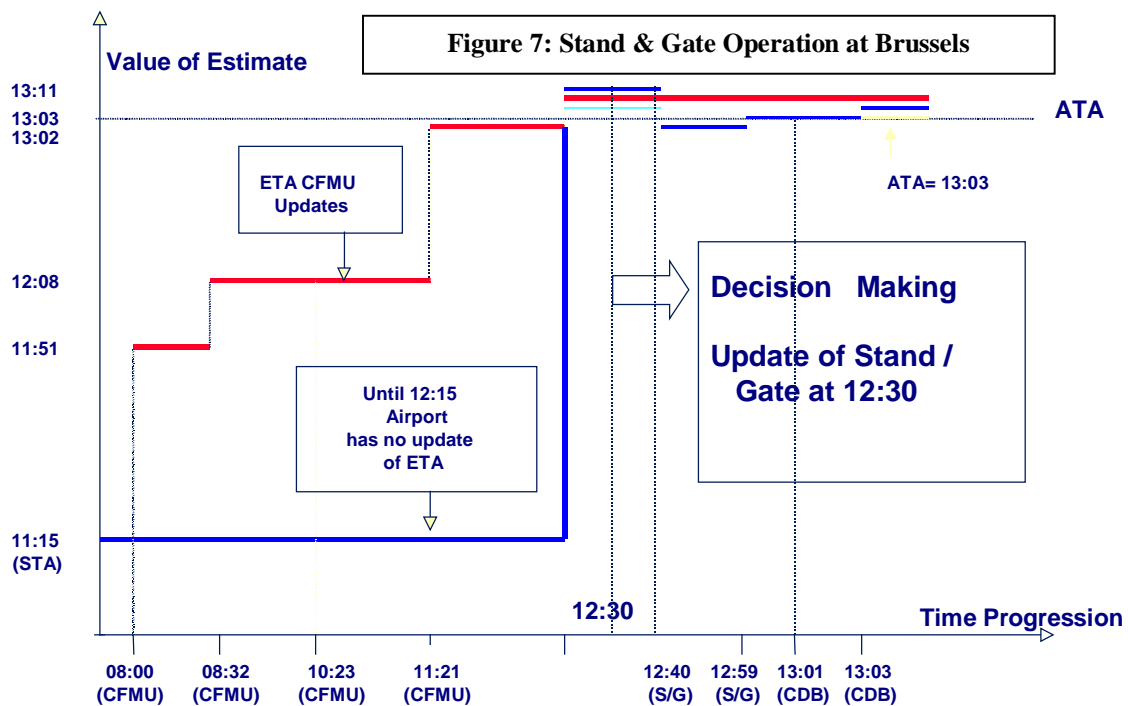 Figure 7: Stand & Gate Operation at Brussels
Value of Estimate
13:11
13:03
13:02
ATA
ETA CFMU
Updates
ATA= 13:03
12:08
11:51
Decision Making
Update of Stand /
Gate at 12:30
Until 12:15
Airport
has no update
of ETA
11:15
(STA)
12:30
Time Progression
08:00
(CFMU)
08:32
(CFMU)
10:23
(CFMU)
11:21
(CFMU)
12:40
(S/G)
12:59
(S/G)
13:01
(CDB)
13:03
(CDB)